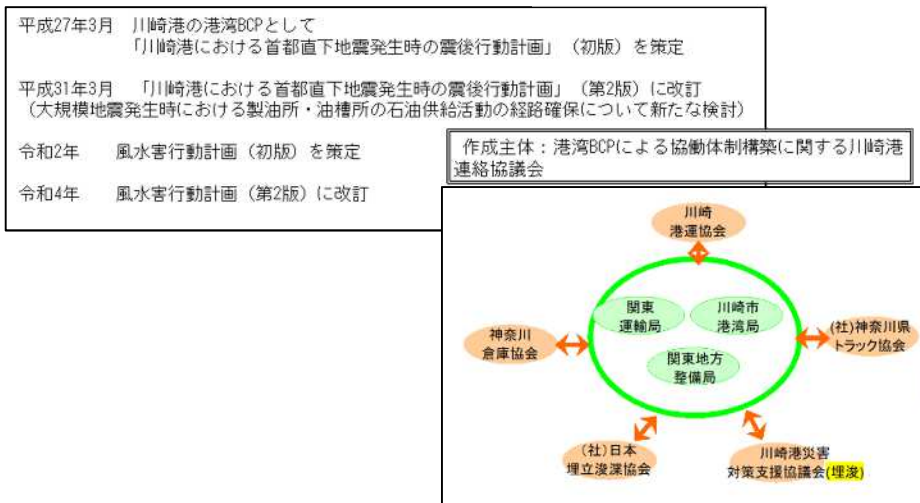 平成27年3月 川崎港の港湾BCPとして
「川崎港における首都直下地震発生時の震後行動計画」（初版）を策定
平成31年3月 「川崎港における首都直下地震発生時の震後行動計画」（第2版）に改訂
（大規模地震発生時における製油所・油槽所の石油供給活動の経路確保について新たな検討）
令和2年 風水害行動計画（初版）を策定
令和4年 風水害行動計画（第2版）に改訂
作成主体：港湾BCPによる協働体制構築に関する川崎港
連絡協議会
川崎
港運協会
関東
運輸局
川崎市
港湾局
神奈川
倉庫協会
(社)神奈川県
トラック協会
関東地方
整備局
(社)日本
埋立浚渫協会
川崎港災害
対策支援協議会(埋浚)